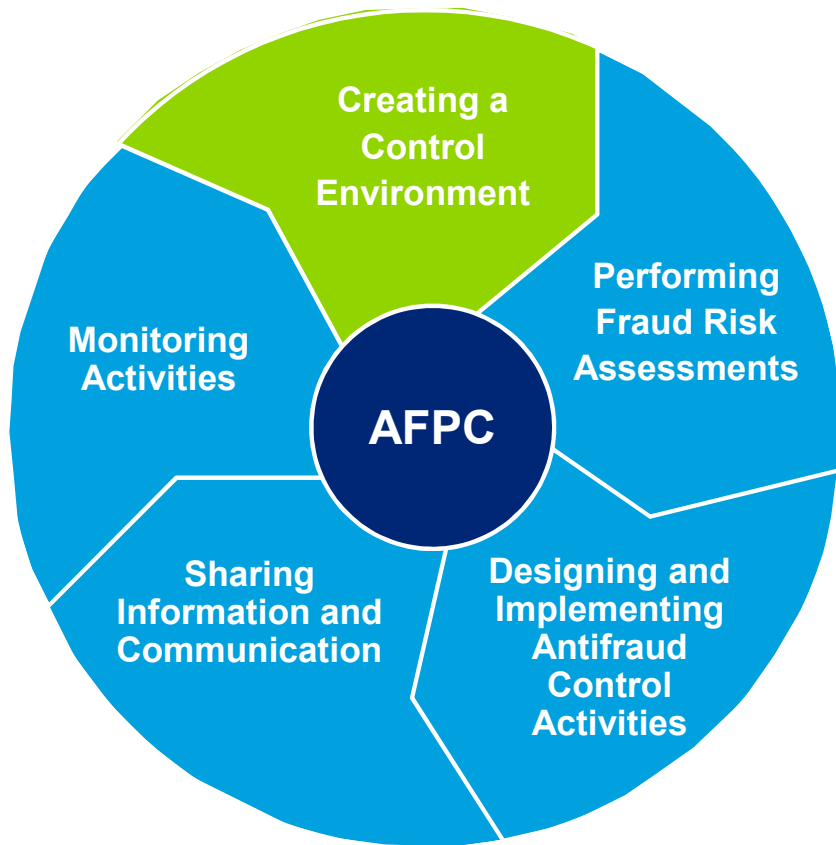 Creating a
Control
Environment
Performing
Fraud Risk
Assessments
Monitoring
Activities
AFPC
Sharing
Information and
Communication
Designing and
Implementing
Antifraud
Control
Activities